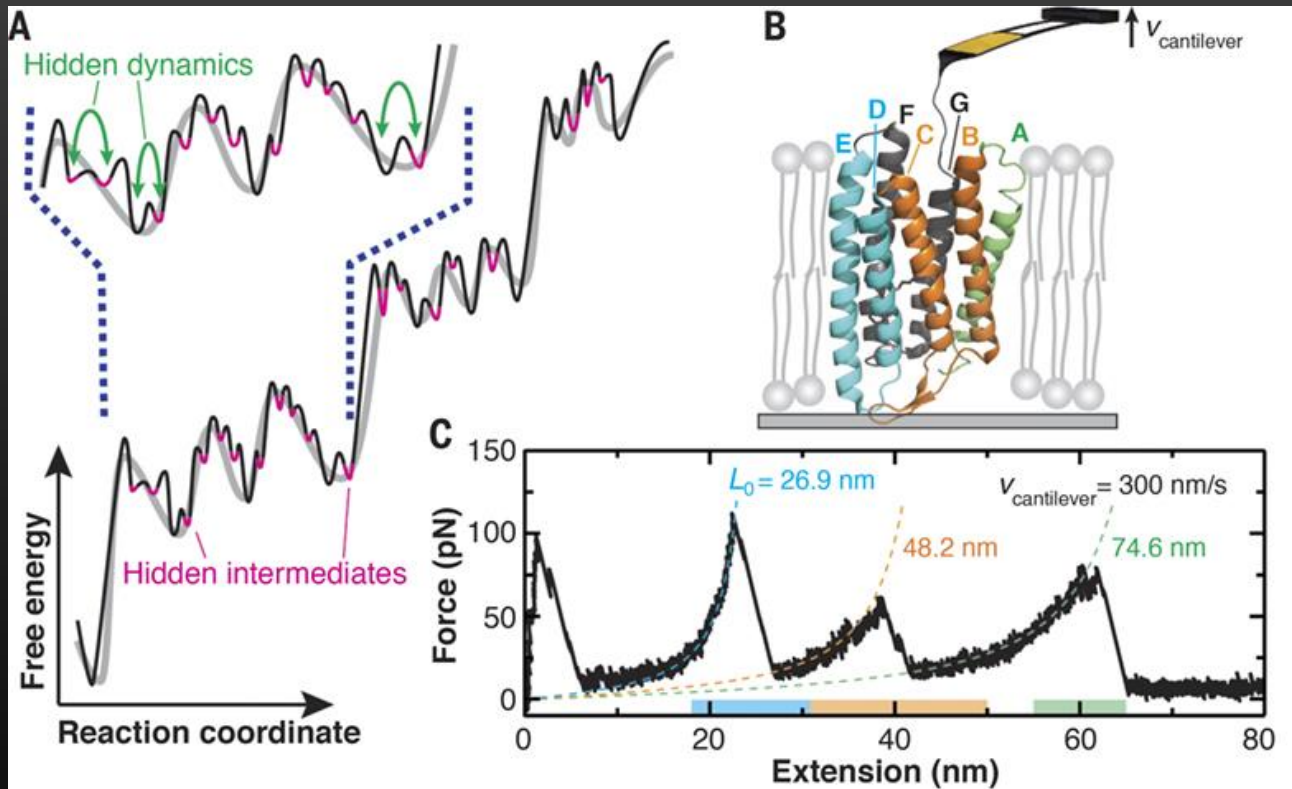 A
Hidden dynamics
Hidden intermediates
Free energy
Reaction coordinate
B
V cantilever
D
F
G
E
C
B
A
C
150
100
50
0
Force (pN)
L0 = 26.9 nm
Vcantilever = 300 nm/s
48.2 nm
74.6 nm
0
20
40
60
80
Extension (nm)